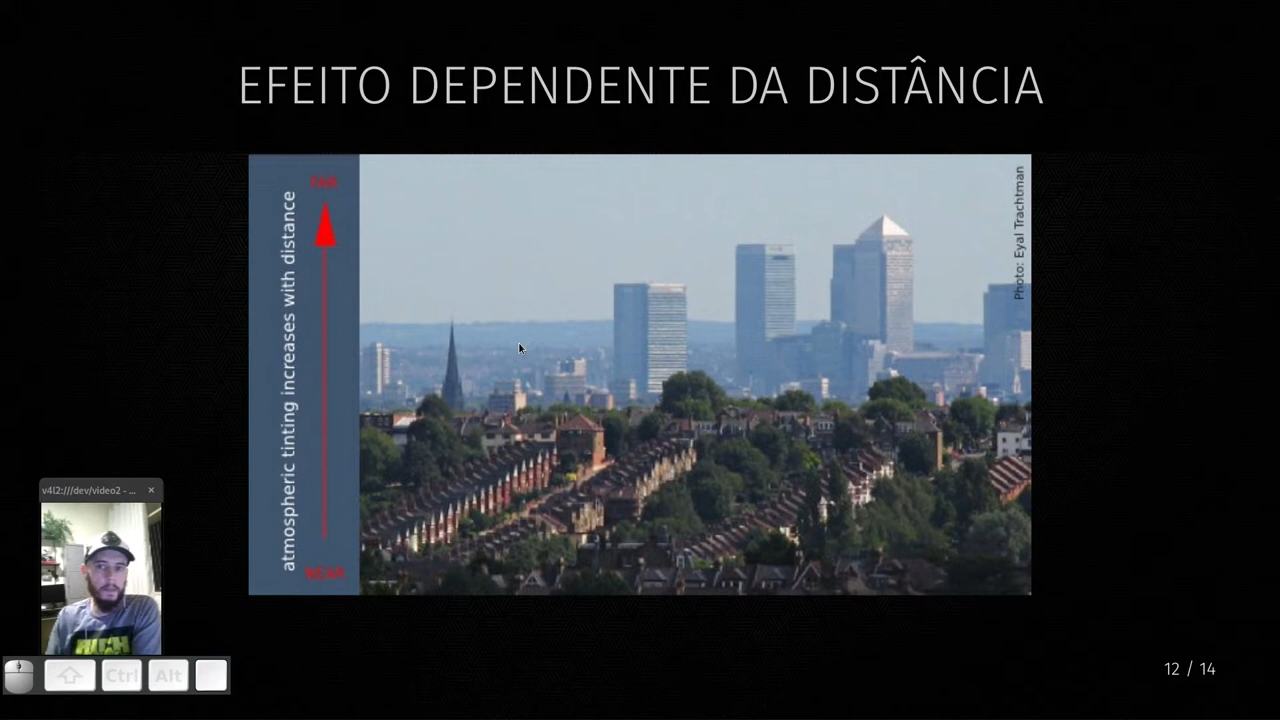 EFEITO DEPENDENTE DA DISTÂNCIA
FAR
atmospheric tinting increases with distance
NEAR
Photo: Eyal Trachtman
v4l2:///dev/video2 - ... ×
Ctrl Alt
12 / 14